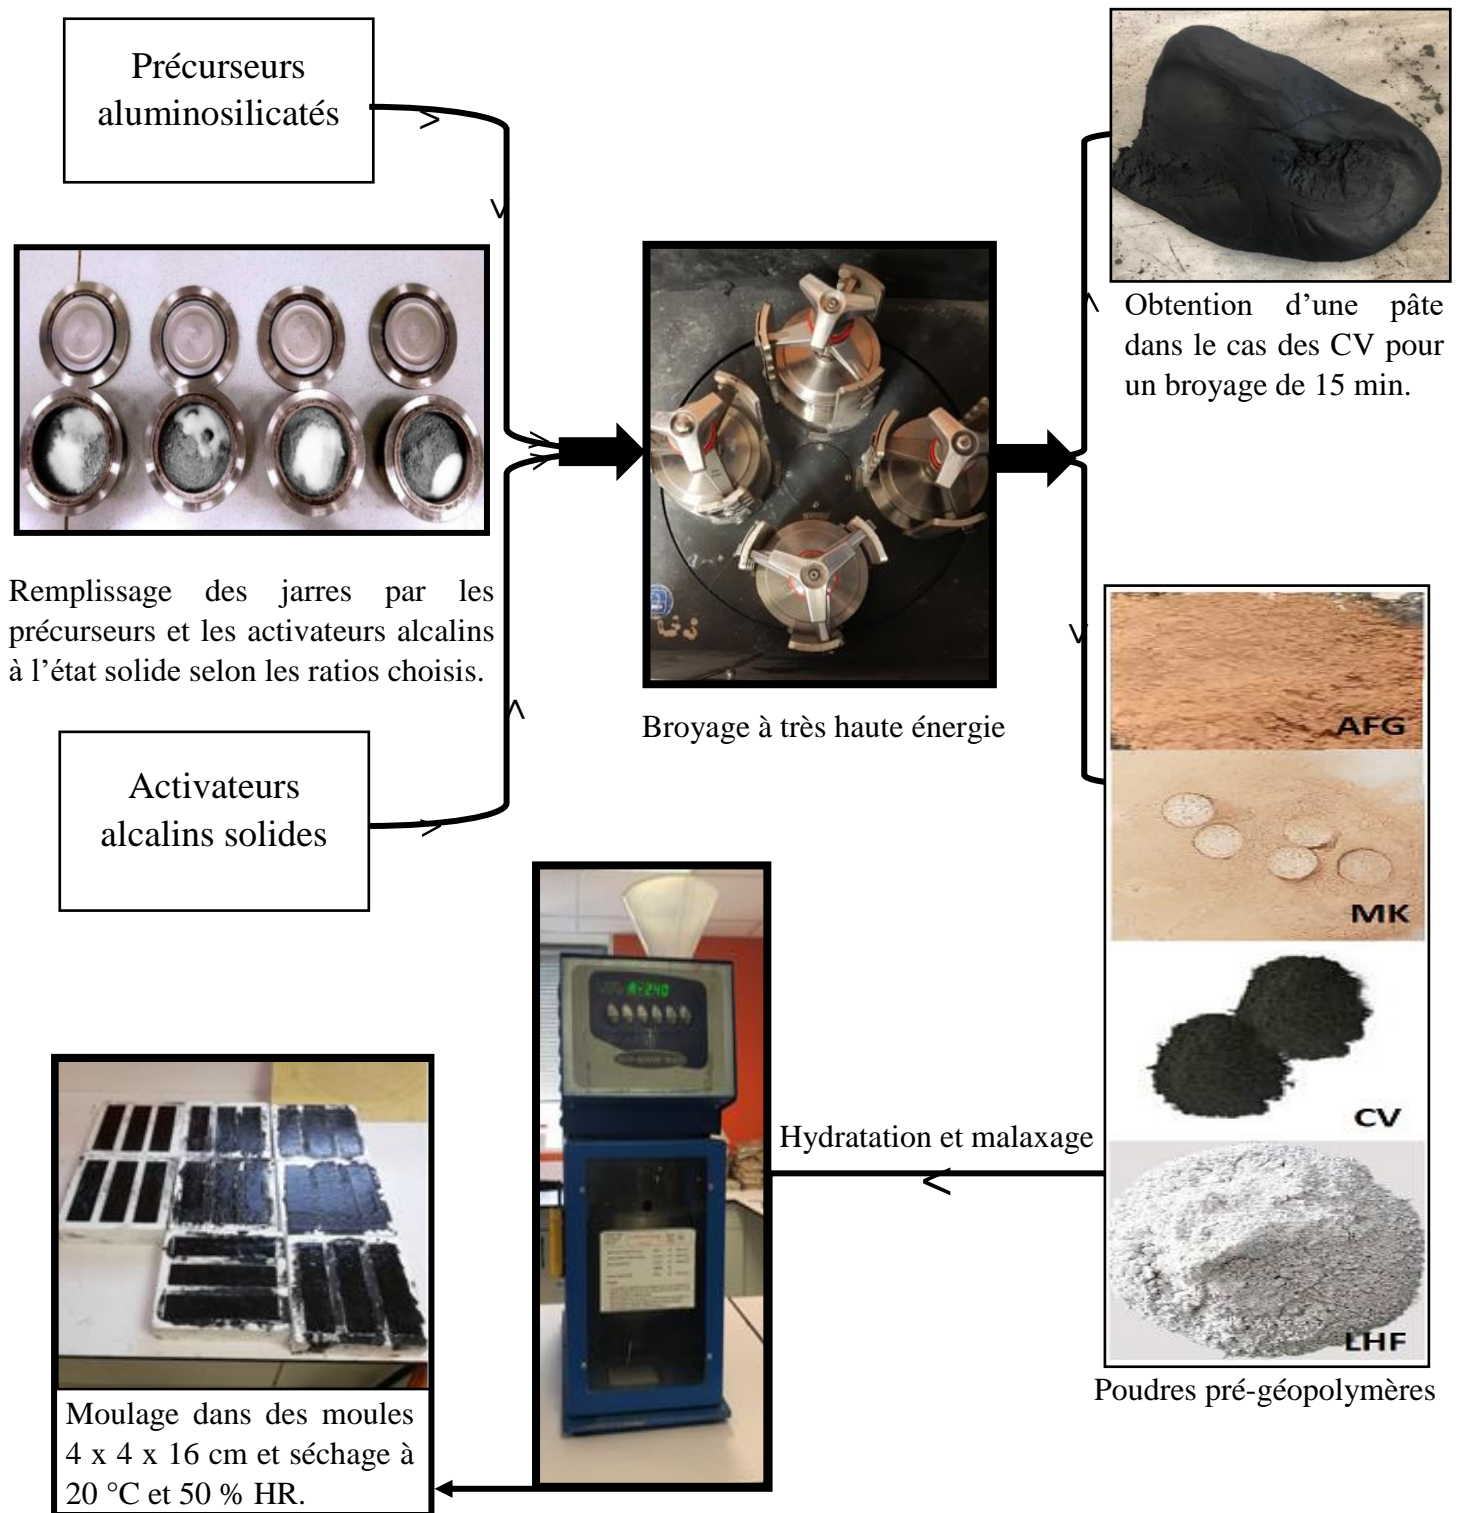 Précurseurs
aluminosilicatés
Remplissage des jarres par les
précurseurs et les activateurs alcalins
à l’état solide selon les ratios choisis.
Activateurs
alcalins solides
Broyage à très haute énergie
Obtention d’une pâte
dans le cas des CV pour
un broyage de 15 min.
AFG
MK
CV
LHF
Poudres pré-géopolymères
Hydratation et malaxage
Moulage dans des moules
4 x 4 x 16 cm et séchage à
20 °C et 50 % HR.